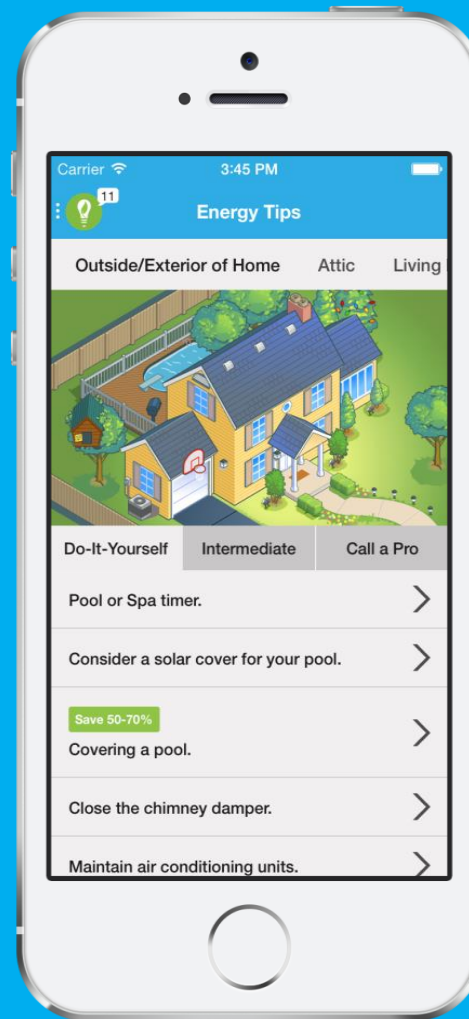 Carrier
3:45 PM
11
Energy Tips
Outside/Exterior of Home
Attic
Living
Do-It-Yourself
Intermediate
Call a Pro
Pool or Spa timer.
Consider a solar cover for your pool.
Save 50-70%
Covering a pool.
Close the chimney damper.
Maintain air conditioning units.